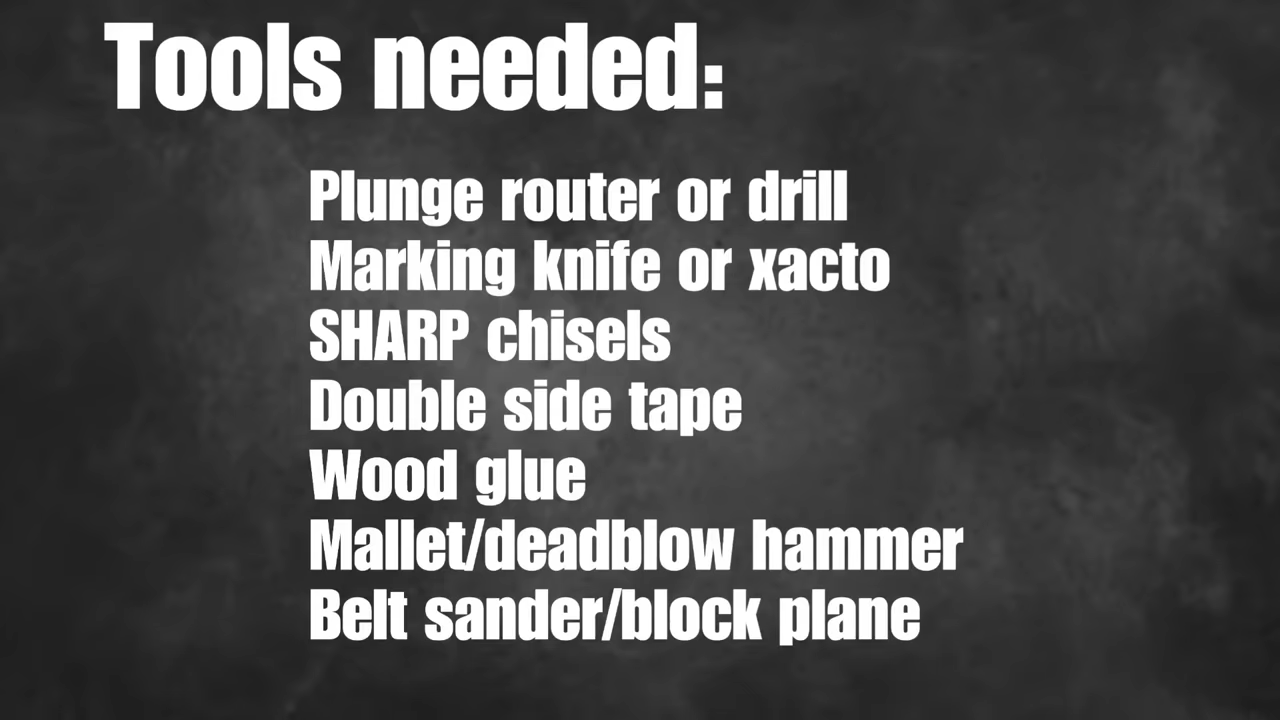 Tools needed:
Plunge router or drill
Marking knife or xacto
SHARP chisels
Double side tape
Wood glue
Mallet/deadblow hammer
Belt sander/block plane